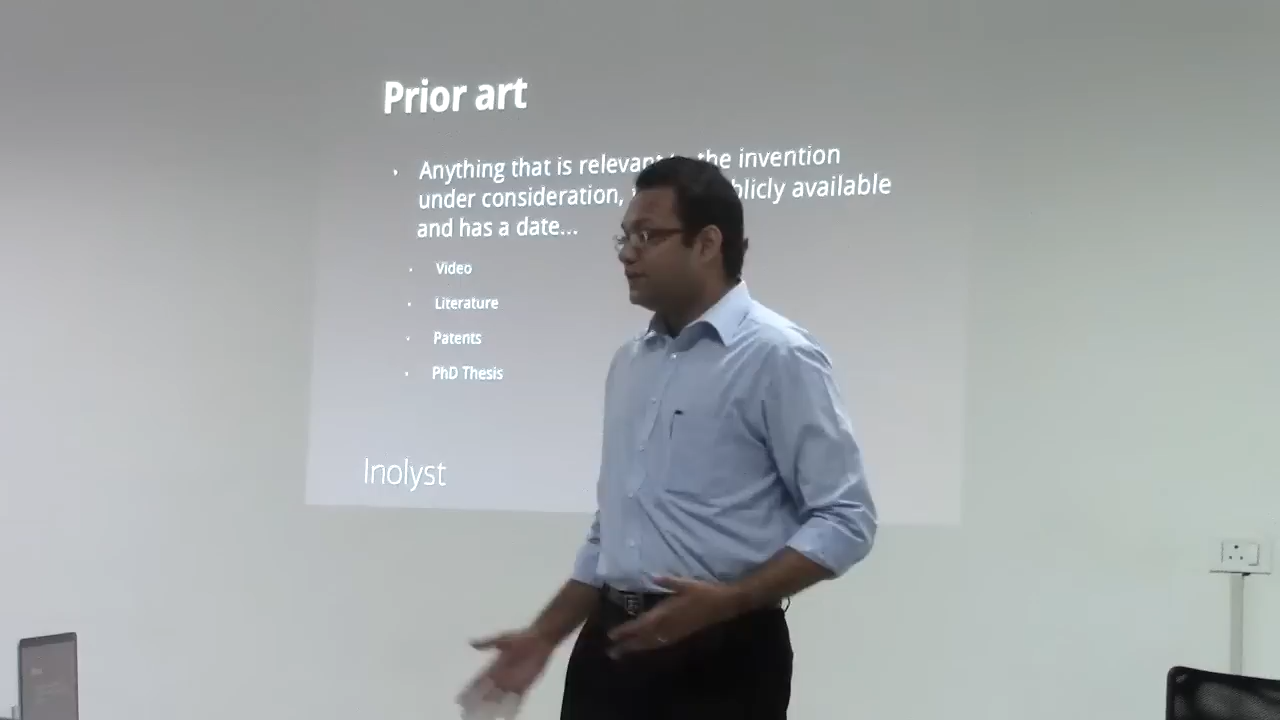 Prior art
Anything that is relevant the invention
under consideration, available
and has a date...
Video
Literature
Patents
PhD Thesis
Inolyst